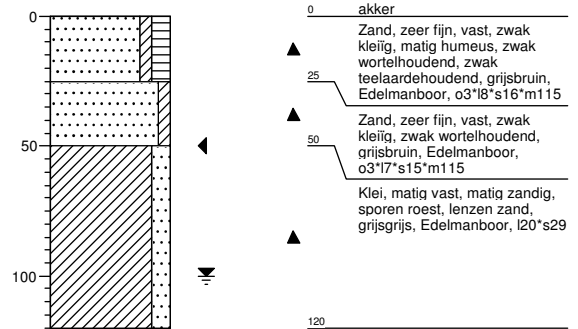 0
50
100
0 akker
Zand, zeer fijn, vast, zwak
kleiïg, matig humeus, zwak
wortelhoudend, zwak
teelaardehoudend, grijsbruin,
Edelmanboor, o3*l8*s16*m115
25
Zand, zeer fijn, vast, zwak
kleiïg, zwak wortelhoudend,
grijsbruin, Edelmanboor,
o3*l7*s15*m115
50
Klei, matig vast, matig zandig,
sporen roest, lenzen zand,
grijsgrijs, Edelmanboor, l20*s29
120